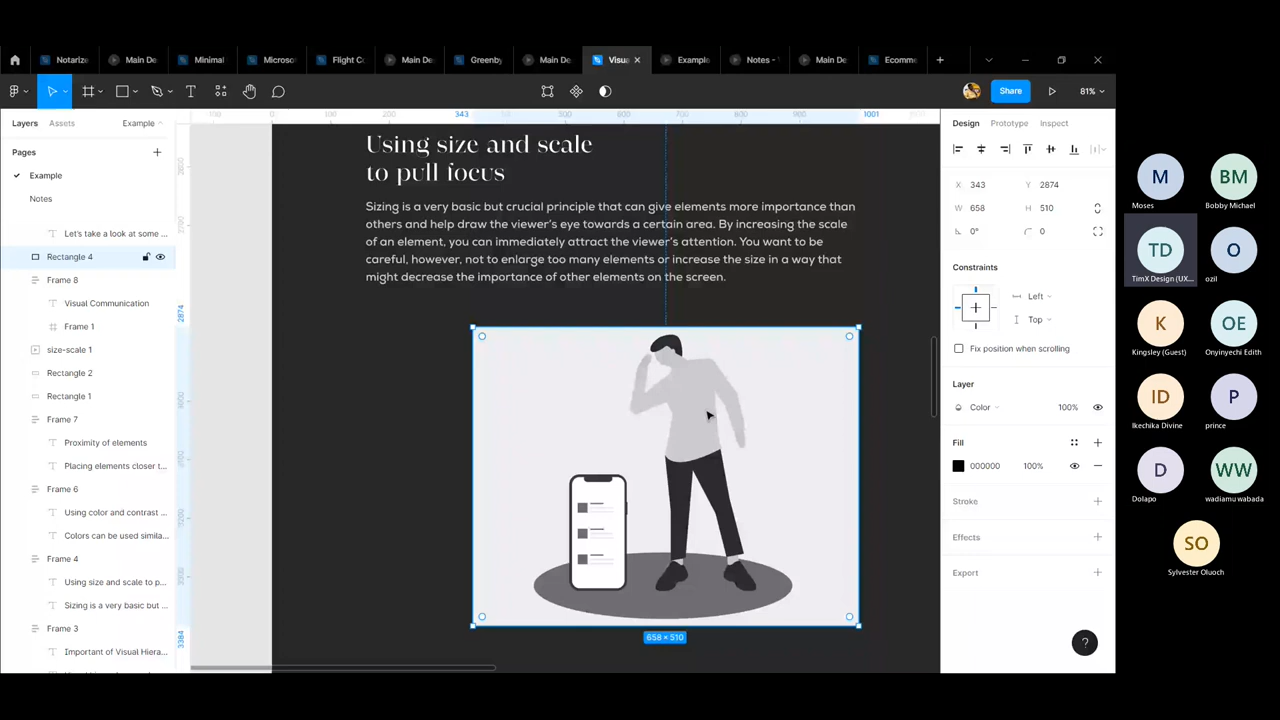 Notarize
Main De
Minimal
Microso
Flight C
Main De
Greenby
Main De
Visua
Example
Notes -
Main De
Ecomme
Share
81%
Layers
Assets
Example
Pages
Example
Notes
Let's take a look at some ...
Rectangle 4
Frame 8
Visual Communication
Frame 1
size-scale 1
Rectangle 2
Rectangle 1
Frame 7
Proximity of elements
Placing elements closer t...
Frame 6
Using color and contrast ...
Colors can be used simila...
Frame 4
Using size and scale to p...
Sizing is a very basic but ...
Frame 3
Important of Visual Hiera...
200
343
500
600
700
800
900
1001
2874
3384
Using size and scale
to pull focus
Sizing is a very basic but crucial principle that can give elements more importance than
others and help draw the viewer's eye towards a certain area. By increasing the scale
of an element, you can immediately attract the viewer's attention. You want to be
careful, however, not to enlarge too many elements or increase the size in a way that
might decrease the importance of other elements on the screen.
658 × 510
Design
Prototype
Inspect
X 343
Y 2874
W 658
H 510
0°
0
Constraints
Left
Top
Fix position when scrolling
Layer
Color
100%
Fill
000000
100%
Stroke
Effects
Export
?
M
Moses
BM
Bobby Michael
TD
TimX Design (UX...
O
ozil
K
Kingsley (Guest)
OE
Onyinyechi Edith
ID
Ikechika Divine
P
prince
D
Dolapo
WW
wadiamu wabada
SO
Sylvester Oluoch